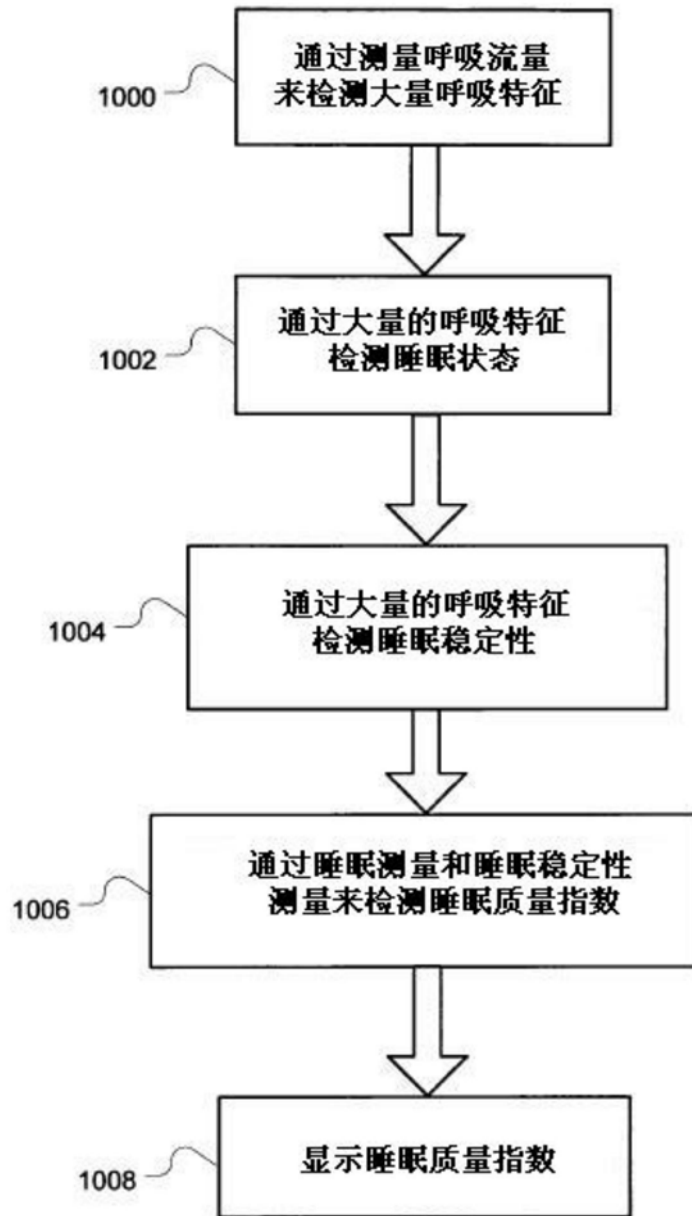 通过测量呼吸流量
来检测大量呼吸特征
1000
通过大量的呼吸特征
检测睡眠状态
1002
通过大量的呼吸特征
检测睡眠稳定性
1004
通过睡眠测量和睡眠稳定性
测量来检测睡眠质量指数
1006
显示睡眠质量指数
1008